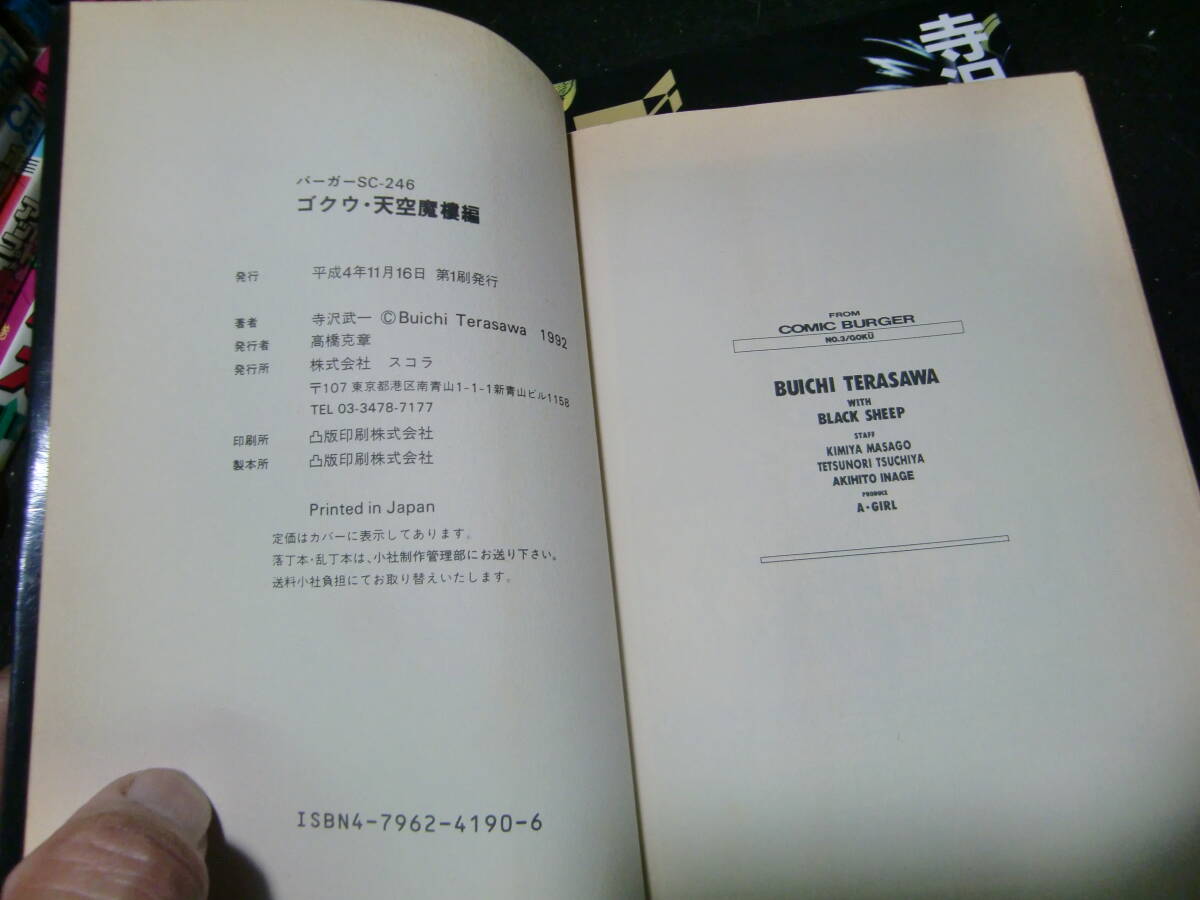 バーガーSC-246
ゴクウ・天空魔樓編
発行 平成4年11月16日 第1刷発行
著者 寺沢武一 ©Buichi Terasawa 1992
発行者 高橋克章
発行所 株式会社 スコラ
〒107 東京都港区南青山1-1-1新青山ビル1158
TEL 03-3478-7177
印刷所 凸版印刷株式会社
製本所 凸版印刷株式会社
Printed in Japan
定価はカバーに表示してあります。
落丁本・乱丁本は、小社制作管理部にお送り下さい。
送料小社負担にてお取り替えいたします。
ISBN4-7962-4190-6
寺沢
FROM
COMIC BURGER
NO.3/GOKŪ
BUICHI TERASAWA
WITH
BLACK SHEEP
STAFF
KIMIYA MASAGO
TETSUNORI TSUCHIYA
AKIHITO INAGE
PRODUCE
A・GIRL